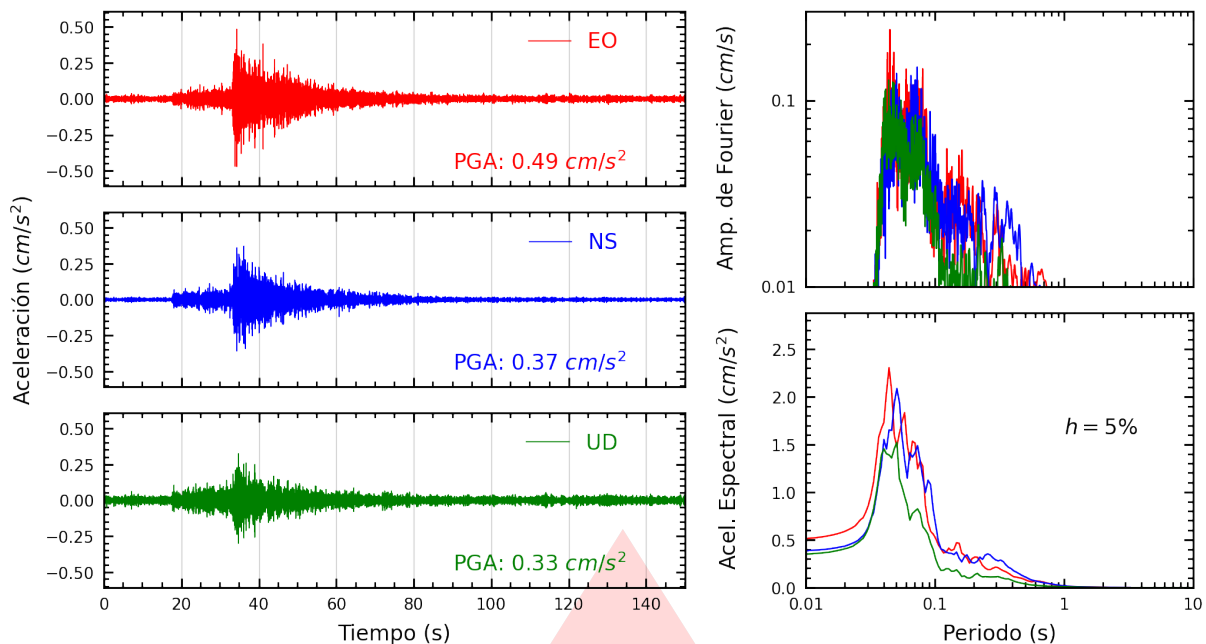 Aceleración (cm/s²)
0.50
0.25
0.00
−0.25
−0.50
EO
PGA: 0.49 cm/s²
0.50
0.25
0.00
−0.25
−0.50
NS
PGA: 0.37 cm/s²
0.50
0.25
0.00
−0.25
−0.50
UD
PGA: 0.33 cm/s²
0 20 40 60 80 100 120 140
Tiempo (s)
Amp. de Fourier (cm/s)
0.1
0.01
Acel. Espectral (cm/s²)
2.5
2.0
1.5
1.0
0.5
0.0
h = 5%
0.01 0.1 1 10
Periodo (s)